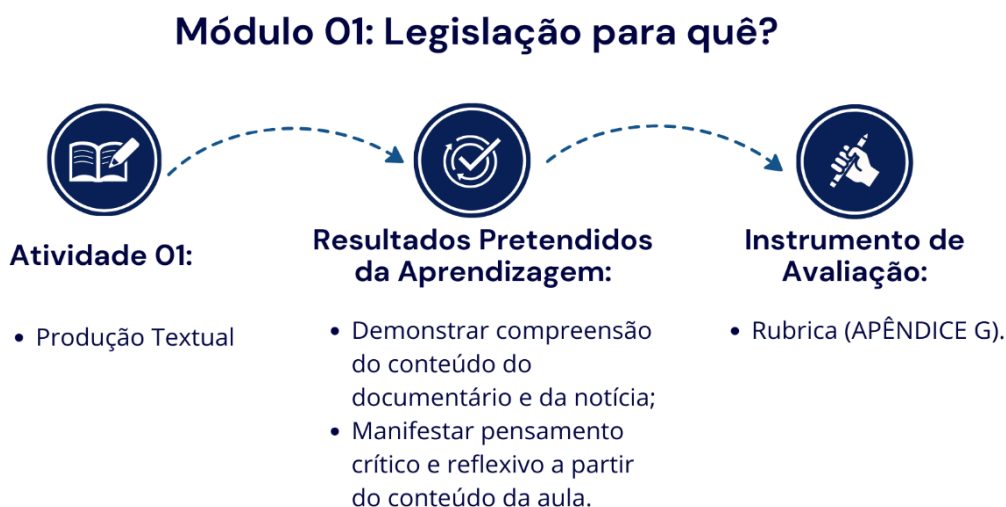 Módulo 01: Legislação para quê?
Atividade 01:
• Produção Textual
Resultados Pretendidos
da Aprendizagem:
• Demonstrar compreensão
do conteúdo do
documentário e da notícia;
• Manifestar pensamento
crítico e reflexivo a partir
do conteúdo da aula.
Instrumento de
Avaliação:
• Rubrica (APÊNDICE G).